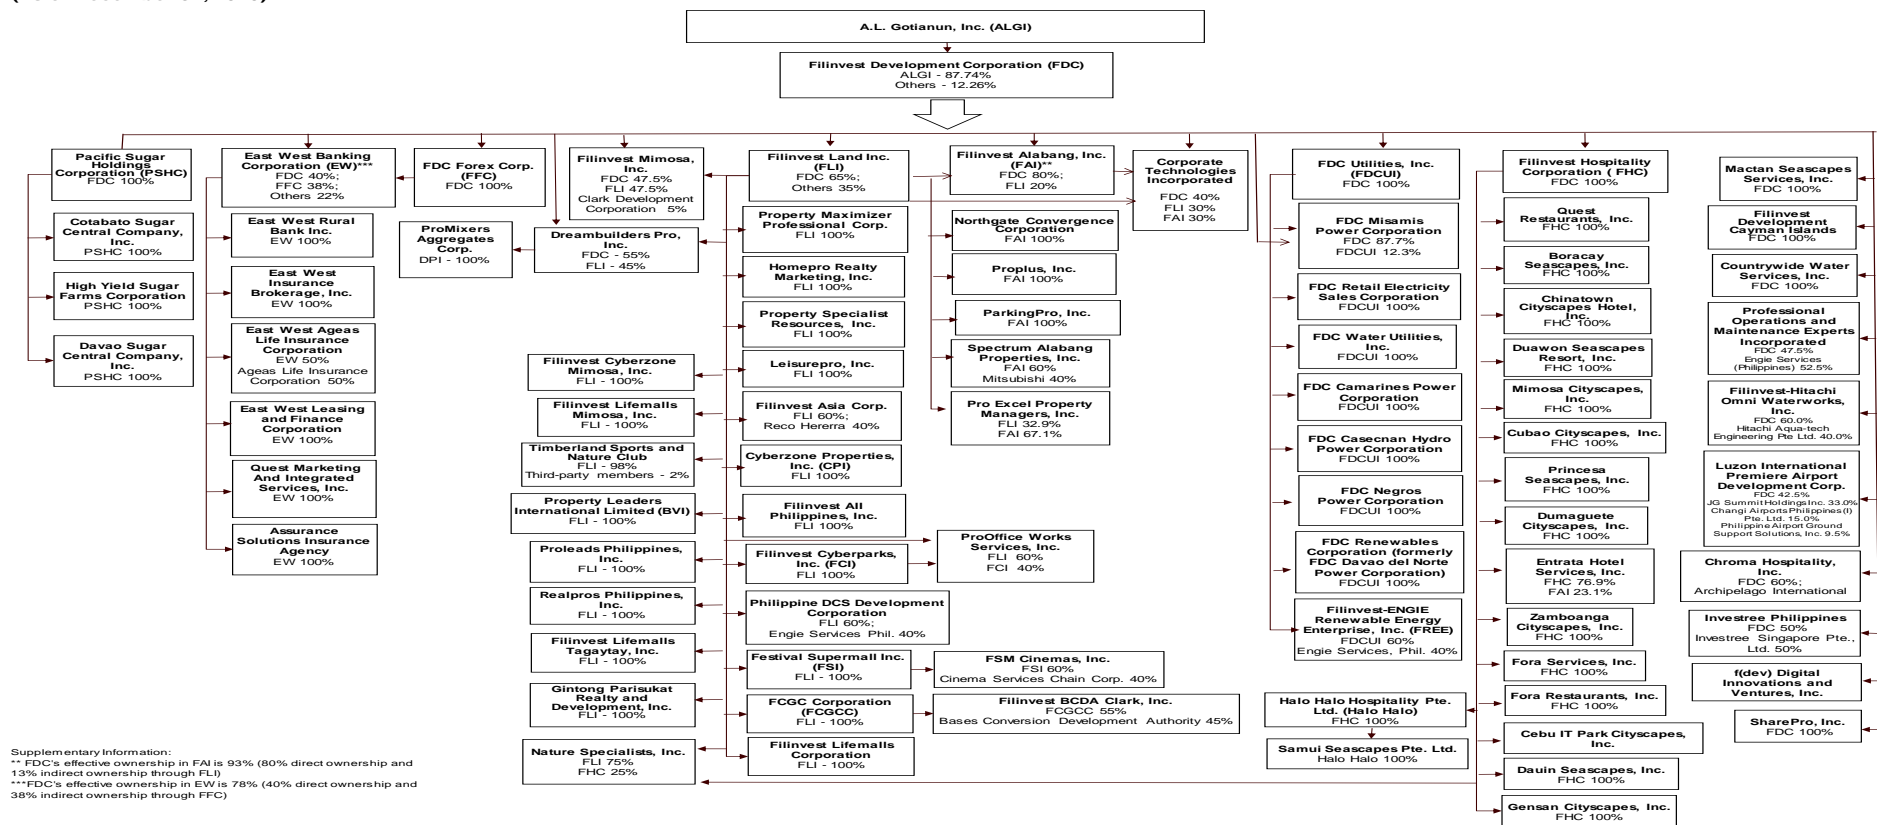 A.L. Gotianun, Inc. (ALGI)
Filinvest Development Corporation (FDC)
ALGI - 87.74%
Others - 12.26%
Pacific Sugar
Holdings
Corporation (PSHC)
FDC 100%
Cotabato Sugar
Central Company,
Inc.
PSHC 100%
High Yield Sugar
Farms Corporation
PSHC 100%
Davao Sugar
Central Company,
Inc.
PSHC 100%
East West Banking
Corporation (EW)***
FDC 40%;
FFC 38%;
Others 22%
East West Rural
Bank Inc.
EW 100%
East West
Insurance
Brokerage, Inc.
EW 100%
East West Ageas
Life Insurance
Corporation
EW 50%
Ageas Life Insurance
Corporation 50%
East West Leasing
and Finance
Corporation
EW 100%
Quest Marketing
And Integrated
Services, Inc.
EW 100%
Assurance
Solutions Insurance
Agency
EW 100%
FDC Forex Corp.
(FFC)
FDC 100%
ProMixers
Aggregates
Corp.
DPI - 100%
Filinvest Mimosa,
Inc.
FDC 47.5%
FLI 47.5%
Clark Development
Corporation 5%
Dreambuilders Pro,
Inc.
FDC - 55%
FLI - 45%
Filinvest Cyberzone
Mimosa, Inc.
FLI - 100%
Filinvest Lifemalls
Mimosa, Inc.
FLI - 100%
Timberland Sports and
Nature Club
FLI - 98%
Third-party members - 2%
Property Leaders
International Limited (BVI)
FLI - 100%
Proleads Philippines,
Inc.
FLI - 100%
Realpros Philippines,
Inc.
FLI - 100%
Filinvest Lifemalls
Tagaytay, Inc.
FLI - 100%
Gintong Parisukat
Realty and
Development, Inc.
FLI - 100%
Nature Specialists, Inc.
FLI 75%
FHC 25%
Filinvest Land Inc.
(FLI)
FDC 65%;
Others 35%
Property Maximizer
Professional Corp.
FLI 100%
Homepro Realty
Marketing, Inc.
FLI 100%
Property Specialist
Resources, Inc.
FLI 100%
Leisurepro, Inc.
FLI 100%
Filinvest Asia Corp.
FLI 60%;
Reco Hererra 40%
Cyberzone Properties,
Inc. (CPI)
FLI 100%
Filinvest All
Philippines, Inc.
FLI 100%
Filinvest Cyberparks,
Inc. (FCI)
FLI 100%
Philippine DCS Development
Corporation
FLI 60%;
Engie Services Phil. 40%
Festival Supermall Inc.
(FSI)
FLI - 100%
FCGC Corporation
(FCGCC)
FLI - 100%
Filinvest Lifemalls
Corporation
FLI - 100%
Filinvest Alabang, Inc.
(FAI)**
FDC 80%;
FLI 20%
Northgate Convergence
Corporation
FAI 100%
Proplus, Inc.
FAI 100%
ParkingPro, Inc.
FAI 100%
Spectrum Alabang
Properties, Inc.
FAI 60%
Mitsubishi 40%
Pro Excel Property
Managers, Inc.
FLI 32.9%
FAI 67.1%
ProOffice Works
Services, Inc.
FLI 60%
FCI 40%
FSM Cinemas, Inc.
FSI 60%
Cinema Services Chain Corp. 40%
Filinvest BCDA Clark, Inc.
FCGCC 55%
Bases Conversion Development Authority 45%
Corporate
Technologies
Incorporated
FDC 40%
FLI 30%
FAI 30%
FDC Utilities, Inc.
(FDCUI)
FDC 100%
FDC Misamis
Power Corporation
FDC 87.7%
FDCUI 12.3%
FDC Retail Electricity
Sales Corporation
FDCUI 100%
FDC Water Utilities,
Inc.
FDCUI 100%
FDC Camarines Power
Corporation
FDCUI 100%
FDC Casecnan Hydro
Power Corporation
FDCUI 100%
FDC Negros
Power Corporation
FDCUI 100%
FDC Renewables
Corporation (formerly
FDC Davao del Norte
Power Corporation)
FDCUI 100%
Filinvest-ENGIE
Renewable Energy
Enterprise, Inc. (FREE)
FDCUI 60%
Engie Services, Phil. 40%
Halo Halo Hospitality Pte.
Ltd. (Halo Halo)
FHC 100%
Samui Seascapes Pte. Ltd.
Halo Halo 100%
Filinvest Hospitality
Corporation ( FHC)
FDC 100%
Quest
Restaurants, Inc.
FHC 100%
Boracay
Seascapes, Inc.
FHC 100%
Chinatown
Cityscapes Hotel,
Inc.
FHC 100%
Duawon Seascapes
Resort, Inc.
FHC 100%
Mimosa Cityscapes,
Inc.
FHC 100%
Cubao Cityscapes, Inc.
FHC 100%
Princesa
Seascapes, Inc.
FHC 100%
Dumaguete
Cityscapes, Inc.
FHC 100%
Entrata Hotel
Services, Inc.
FHC 76.9%
FAI 23.1%
Zamboanga
Cityscapes, Inc.
FHC 100%
Fora Services, Inc.
FHC 100%
Fora Restaurants, Inc.
FHC 100%
Cebu IT Park Cityscapes,
Inc.
Dauin Seascapes, Inc.
FHC 100%
Gensan Cityscapes, Inc.
FHC 100%
Mactan Seascapes
Services, Inc.
FDC 100%
Filinvest
Development
Cayman Islands
FDC 100%
Countrywide Water
Services, Inc.
FDC 100%
Professional
Operations and
Maintenance Experts
Incorporated
FDC 47.5%
Engie Services
(Philippines) 52.5%
Filinvest-Hitachi
Omni Waterworks,
Inc.
FDC 60.0%
Hitachi Aqua-tech
Engineering Pte Ltd. 40.0%
Luzon International
Premiere Airport
Development Corp.
FDC 42.5%
JG Summit Holdings Inc. 33.0%
Changi Airports Philippines (I)
Pte. Ltd. 15.0%
Philippine Airport Ground
Support Solutions, Inc. 9.5%
Chroma Hospitality,
Inc.
FDC 60%;
Archipelago International
Investree Philippines
FDC 50%
Investree Singapore Pte.,
Ltd. 50%
f(dev) Digital
Innovations and
Ventures, Inc.
SharePro, Inc.
FDC 100%
Supplementary Information:
** FDC's effective ownership in FAI is 93% (80% direct ownership and
13% indirect ownership through FLI)
***FDC's effective ownership in EW is 78% (40% direct ownership and
38% indirect ownership through FFC)